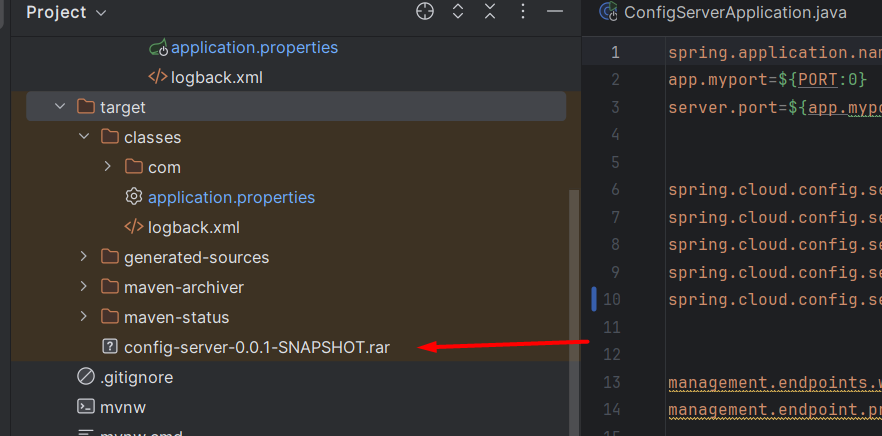 Project
application.properties
logback.xml
target
classes
com
application.properties
logback.xml
generated-sources
maven-archiver
maven-status
config-server-0.0.1-SNAPSHOT.rar
.gitignore
mvnw
mvnw.cmd
ConfigServerApplication.java
1 spring.application.nam
2 app.myport=${PORT:0}
3 server.port=${app.mypo
4
5
6 spring.cloud.config.se
7 spring.cloud.config.se
8 spring.cloud.config.se
9 spring.cloud.config.se
10 spring.cloud.config.se
11
12
13 management.endpoints.w
14 management.endpoint.pr
15